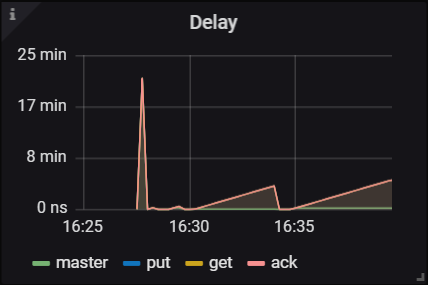 i
Delay
25 min
17 min
8 min
0 ns
16:25 16:30 16:35
master put get ack